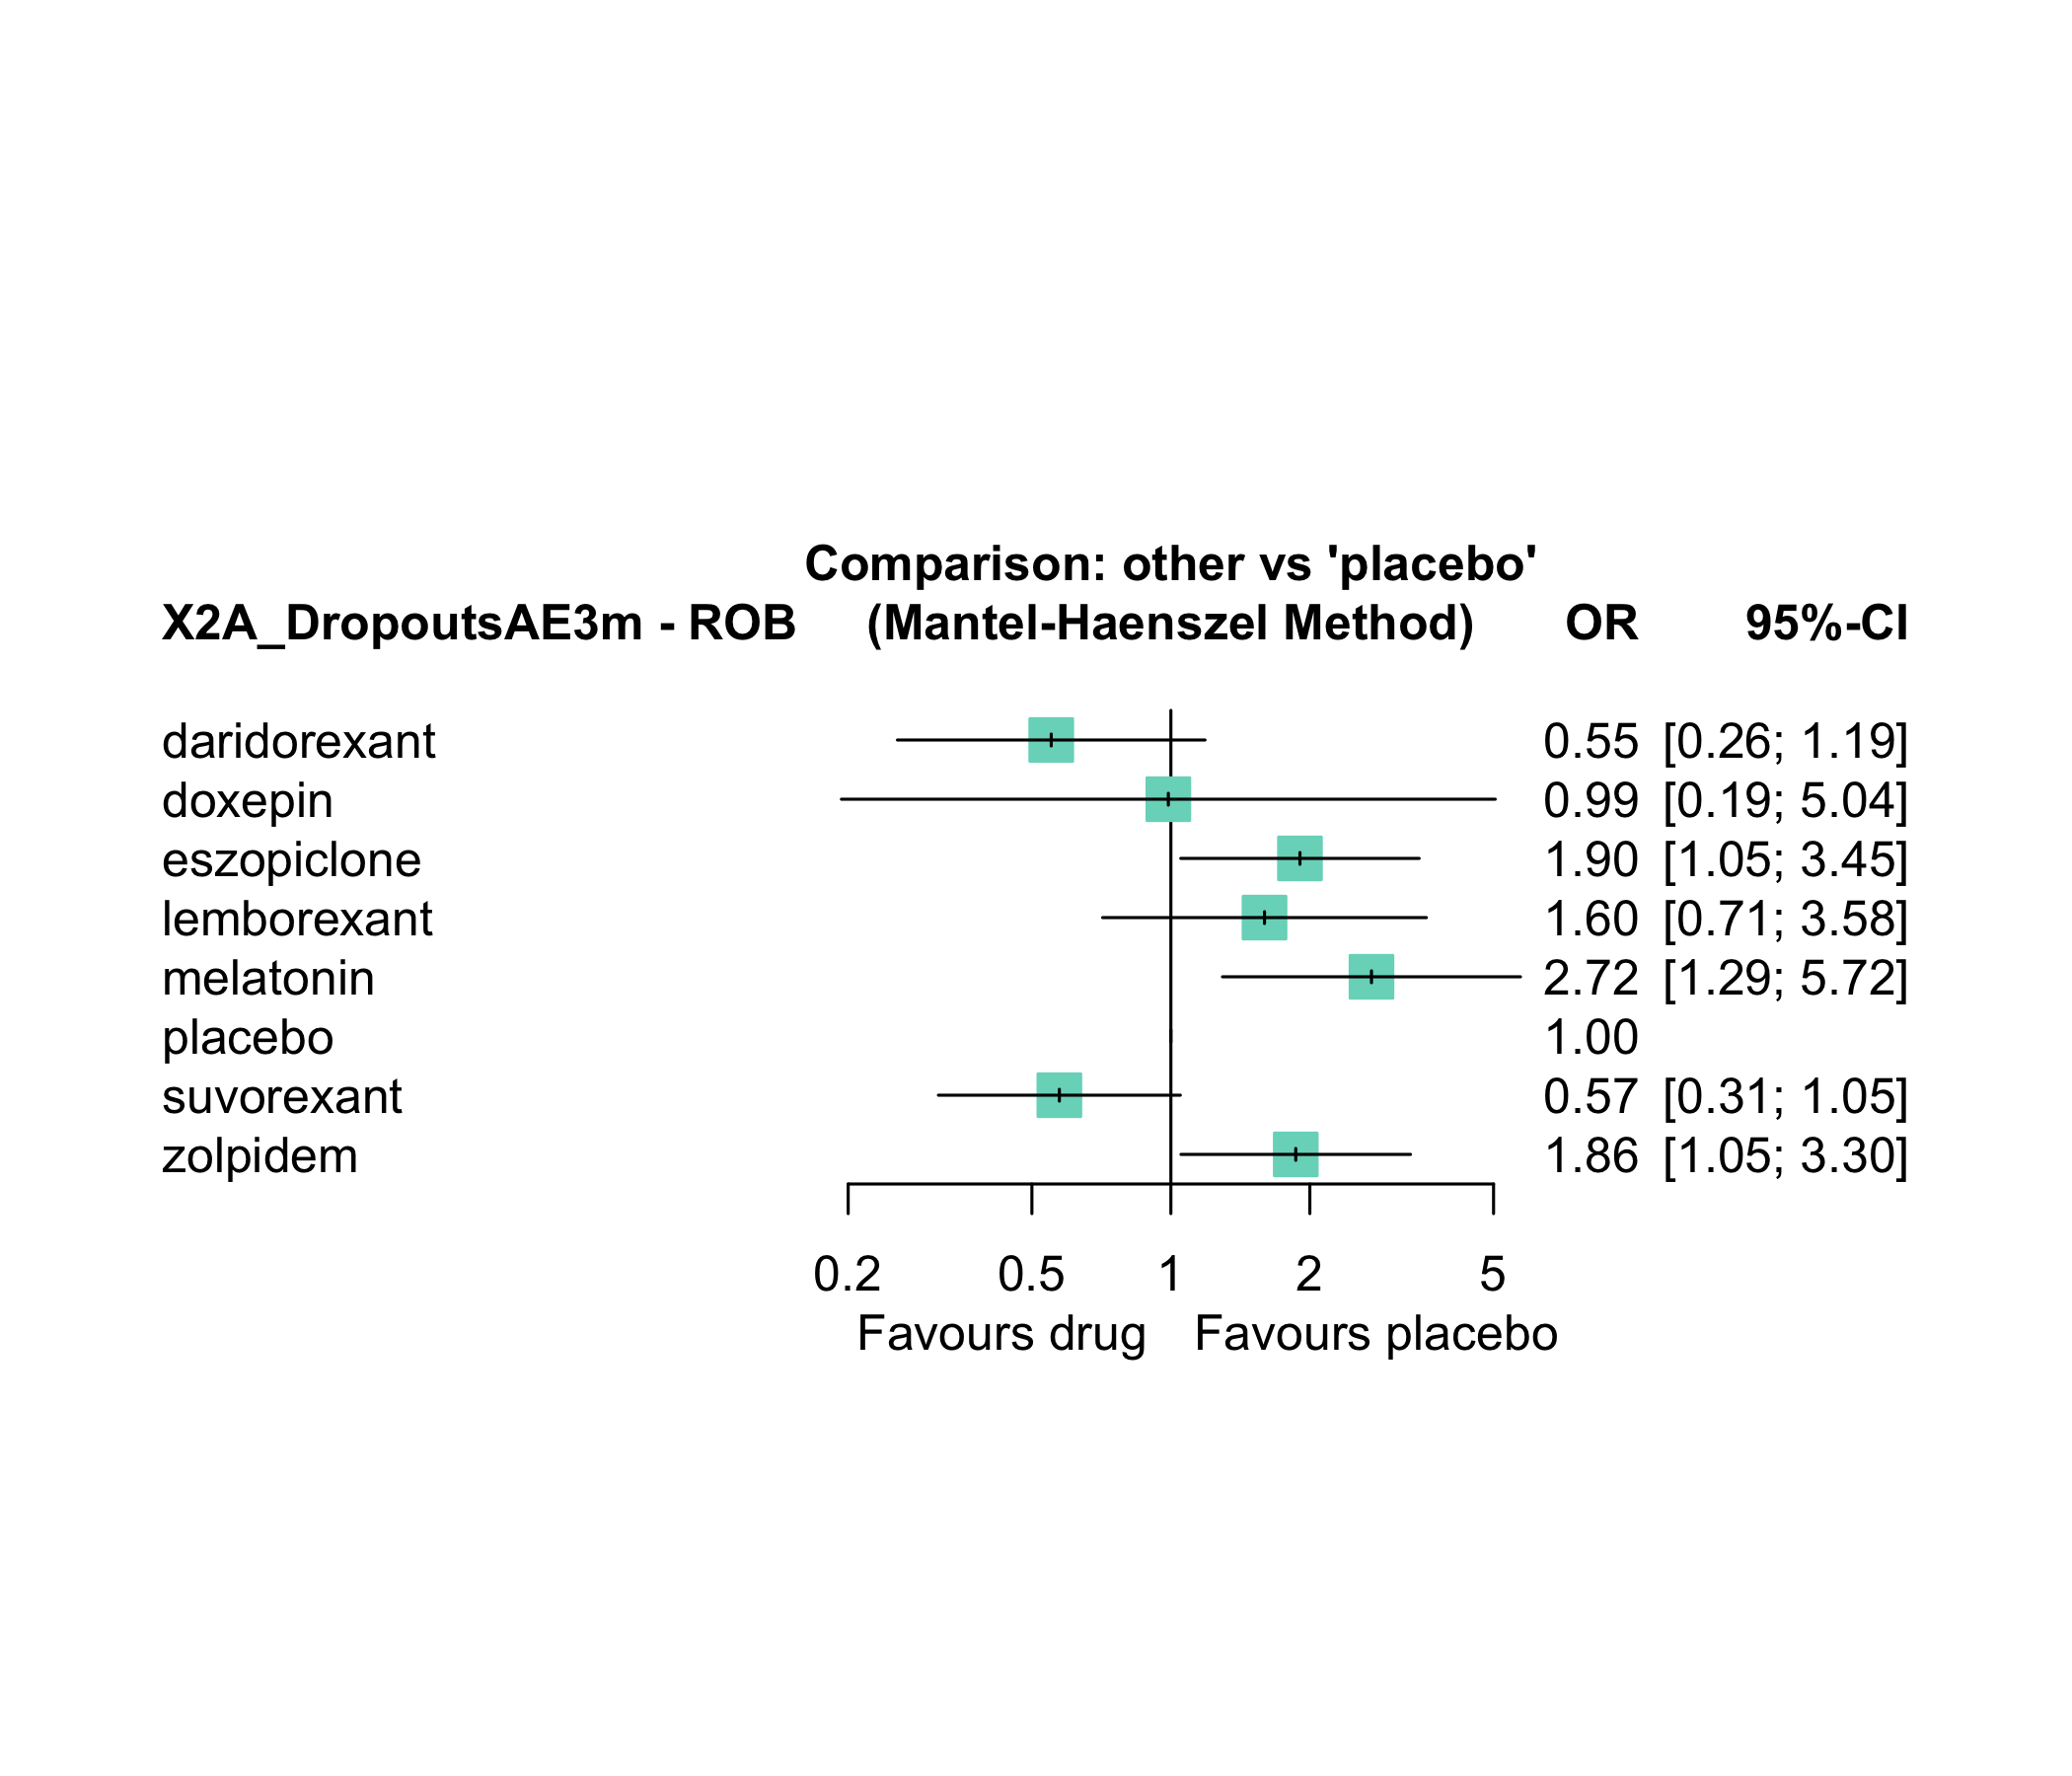 Comparison: other vs 'placebo'
X2A_DropoutsAE3m - ROB (Mantel-Haenszel Method) OR 95%-CI
daridorexant 0.55 [0.26; 1.19]
doxepin 0.99 [0.19; 5.04]
eszopiclone 1.90 [1.05; 3.45]
lemborexant 1.60 [0.71; 3.58]
melatonin 2.72 [1.29; 5.72]
placebo 1.00
suvorexant 0.57 [0.31; 1.05]
zolpidem 1.86 [1.05; 3.30]
0.2 0.5 1 2 5
Favours drug Favours placebo